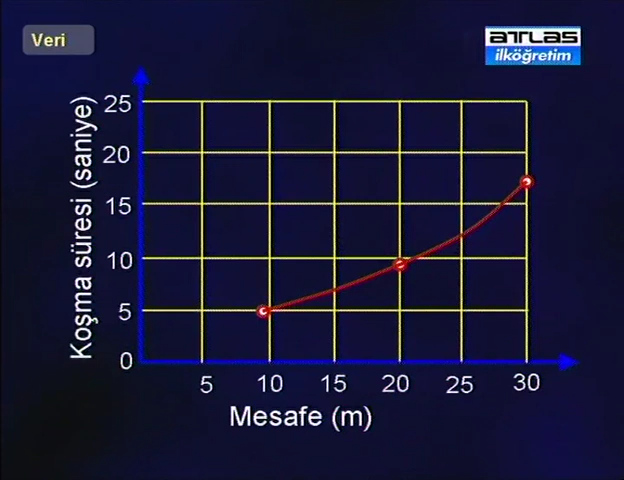 Veri
ATLAS
ilköğretim
Koşma süresi (saniye)
25
20
15
10
5
0
5 10 15 20 25 30
Mesafe (m)